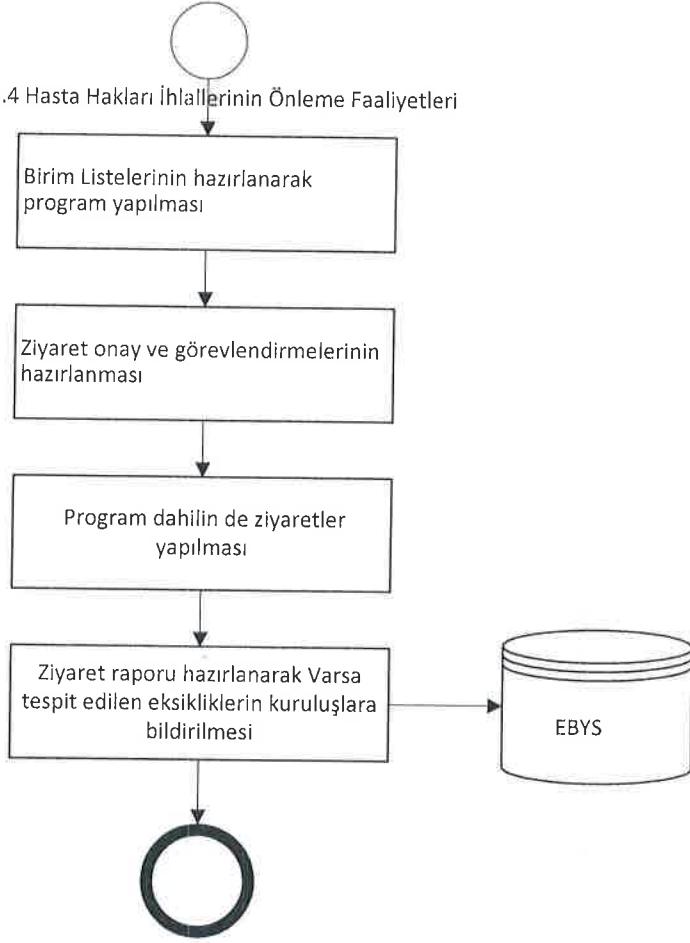 .4 Hasta Hakları İhlallerinin Önleme Faaliyetleri
Birim Listelerinin hazırlanarak
program yapılması
Ziyaret onay ve görevlendirmelerinin
hazırlanması
Program dahilin de ziyaretler
yapılması
Ziyaret raporu hazırlanarak Varsa
tespit edilen eksikliklerin kuruluşlara
bildirilmesi
EBYS